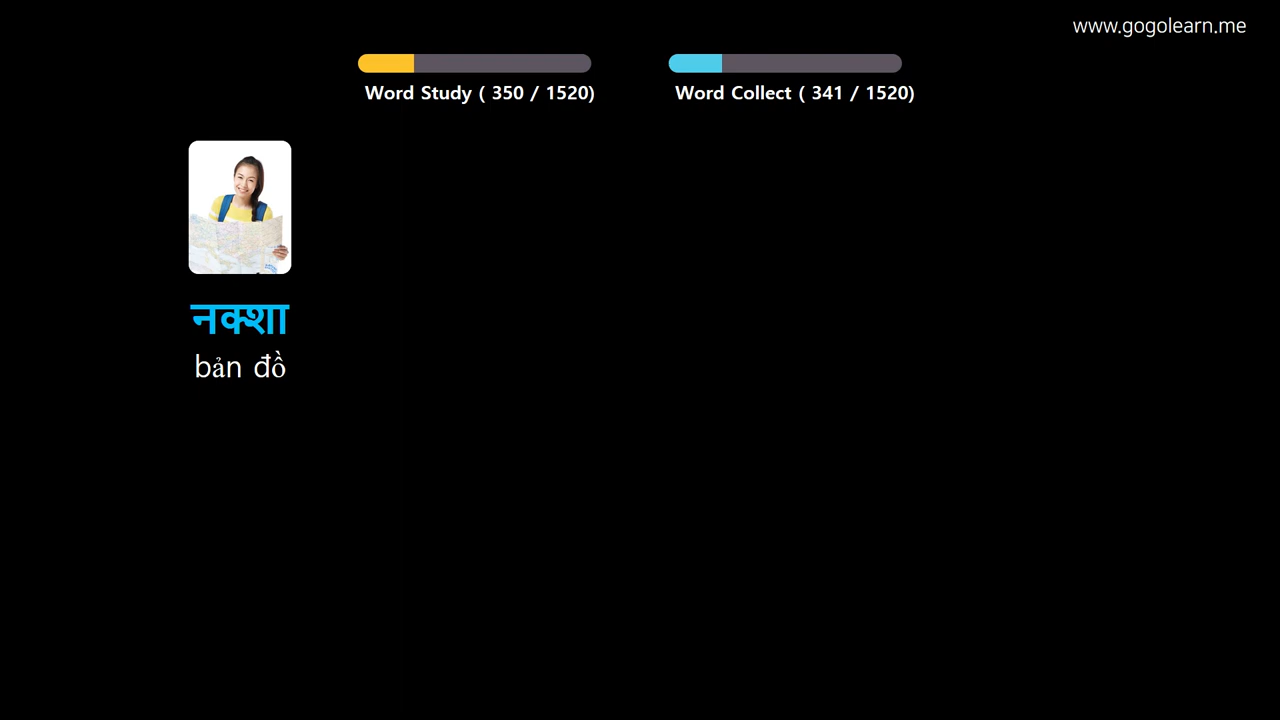 www.gogolearn.me
Word Study ( 350 / 1520)
Word Collect ( 341 / 1520)
नक्शा
bản đồ